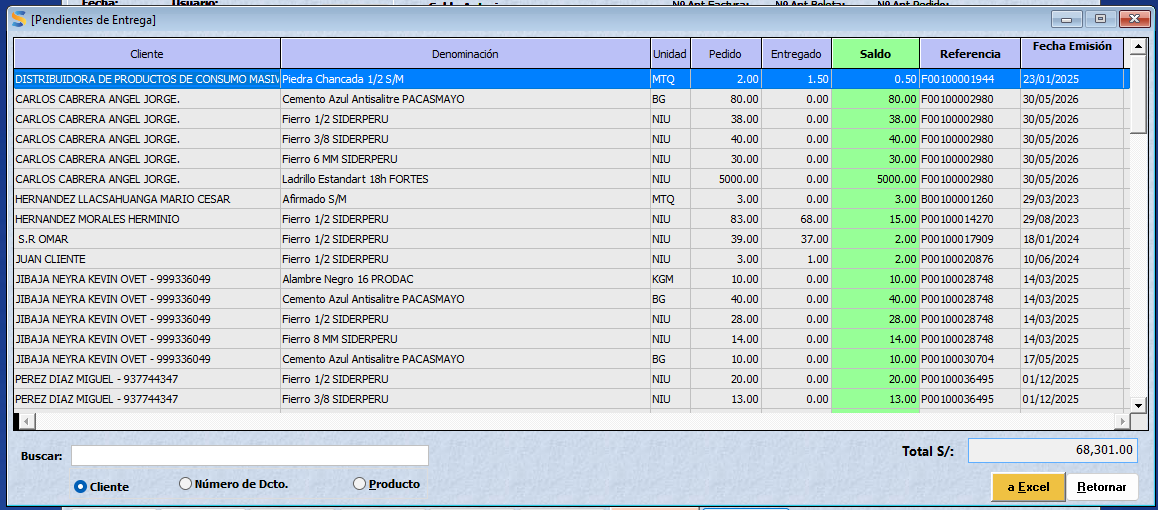 Fecha: Usuario: Nº Ant.Factura: Nº Ant.Boleta: Nº Ant.Pedido:
[Pendientes de Entrega]
Cliente Denominación Unidad Pedido Entregado Saldo Referencia Fecha Emisión
DISTRIBUIDORA DE PRODUCTOS DE CONSUMO MASIV Piedra Chancada 1/2 S/M MTQ 2.00 1.50 0.50 F00100001944 23/01/2025
CARLOS CABRERA ANGEL JORGE. Cemento Azul Antisalitre PACASMAYO BG 80.00 0.00 80.00 F00100002980 30/05/2026
CARLOS CABRERA ANGEL JORGE. Fierro 1/2 SIDERPERU NIU 38.00 0.00 38.00 F00100002980 30/05/2026
CARLOS CABRERA ANGEL JORGE. Fierro 3/8 SIDERPERU NIU 40.00 0.00 40.00 F00100002980 30/05/2026
CARLOS CABRERA ANGEL JORGE. Fierro 6 MM SIDERPERU NIU 30.00 0.00 30.00 F00100002980 30/05/2026
CARLOS CABRERA ANGEL JORGE. Ladrillo Estandart 18h FORTES NIU 5000.00 0.00 5000.00 F00100002980 30/05/2026
HERNANDEZ LLACSAHUANGA MARIO CESAR Afirmado S/M MTQ 3.00 0.00 3.00 B00100001260 29/03/2023
HERNANDEZ MORALES HERMINIO Fierro 1/2 SIDERPERU NIU 83.00 68.00 15.00 P00100014270 29/08/2023
S.R OMAR Fierro 1/2 SIDERPERU NIU 39.00 37.00 2.00 P00100017909 18/01/2024
JUAN CLIENTE Fierro 1/2 SIDERPERU NIU 3.00 1.00 2.00 P00100020876 10/06/2024
JIBAJA NEYRA KEVIN OVET - 999336049 Alambre Negro 16 PRODAC KGM 10.00 0.00 10.00 P00100028748 14/03/2025
JIBAJA NEYRA KEVIN OVET - 999336049 Cemento Azul Antisalitre PACASMAYO BG 40.00 0.00 40.00 P00100028748 14/03/2025
JIBAJA NEYRA KEVIN OVET - 999336049 Fierro 1/2 SIDERPERU NIU 28.00 0.00 28.00 P00100028748 14/03/2025
JIBAJA NEYRA KEVIN OVET - 999336049 Fierro 8 MM SIDERPERU NIU 14.00 0.00 14.00 P00100028748 14/03/2025
JIBAJA NEYRA KEVIN OVET - 999336049 Cemento Azul Antisalitre PACASMAYO BG 10.00 0.00 10.00 P00100030704 17/05/2025
PEREZ DIAZ MIGUEL - 937744347 Fierro 1/2 SIDERPERU NIU 20.00 0.00 20.00 P00100036495 01/12/2025
PEREZ DIAZ MIGUEL - 937744347 Fierro 3/8 SIDERPERU NIU 13.00 0.00 13.00 P00100036495 01/12/2025
Buscar: Total S/: 68,301.00
Cliente Número de Dcto. Producto
a Excel Retornar